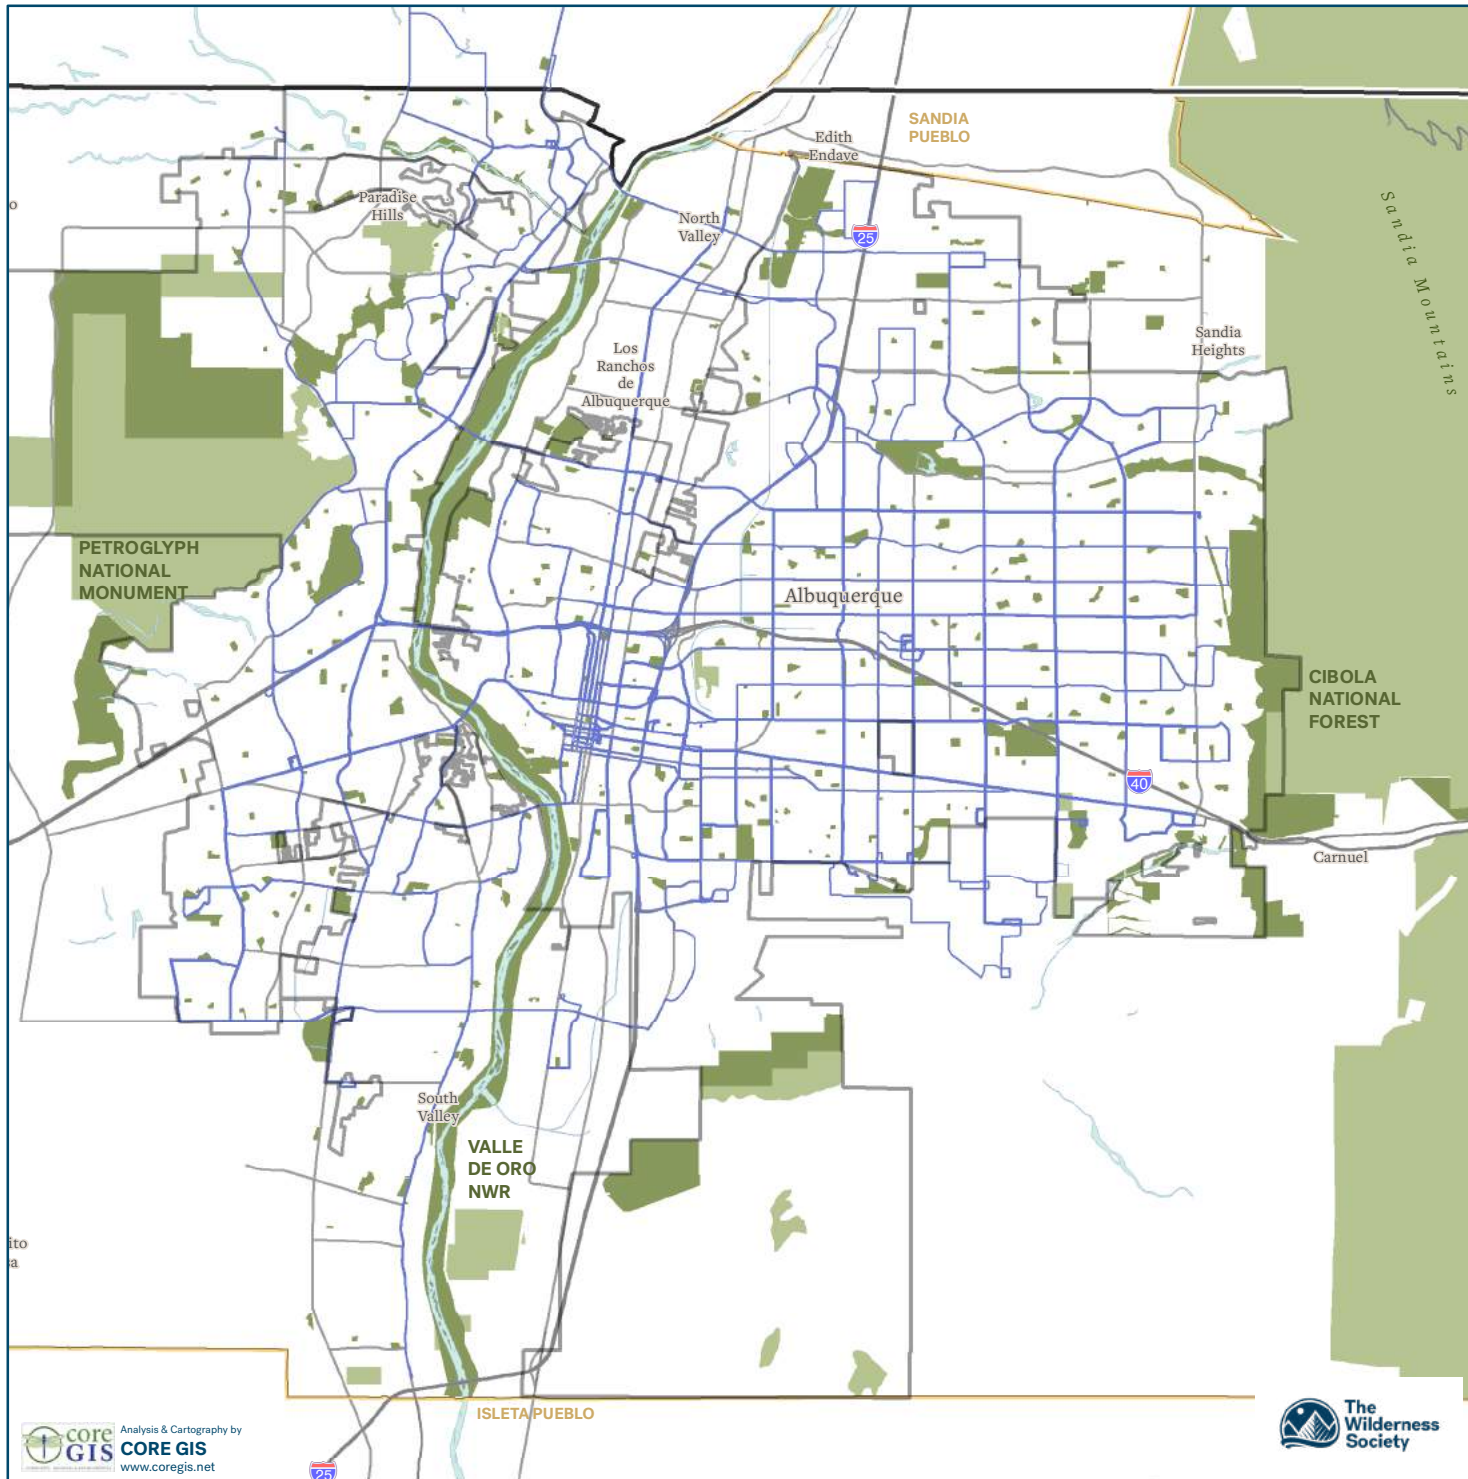 SANDIA
PUEBLO
Edith
Endave
Paradise
Hills
North
Valley
25
Sandia Mountains
Sandia
Heights
Los
Ranchos
de
Albuquerque
PETROGLYPH
NATIONAL
MONUMENT
Albuquerque
CIBOLA
NATIONAL
FOREST
40
Carnuel
South
Valley
VALLE
DE ORO
NWR
o
ito
a
ISLETA PUEBLO
core
GIS
Analysis & Cartography by
CORE GIS
www.coregis.net
25
The
Wilderness
Society